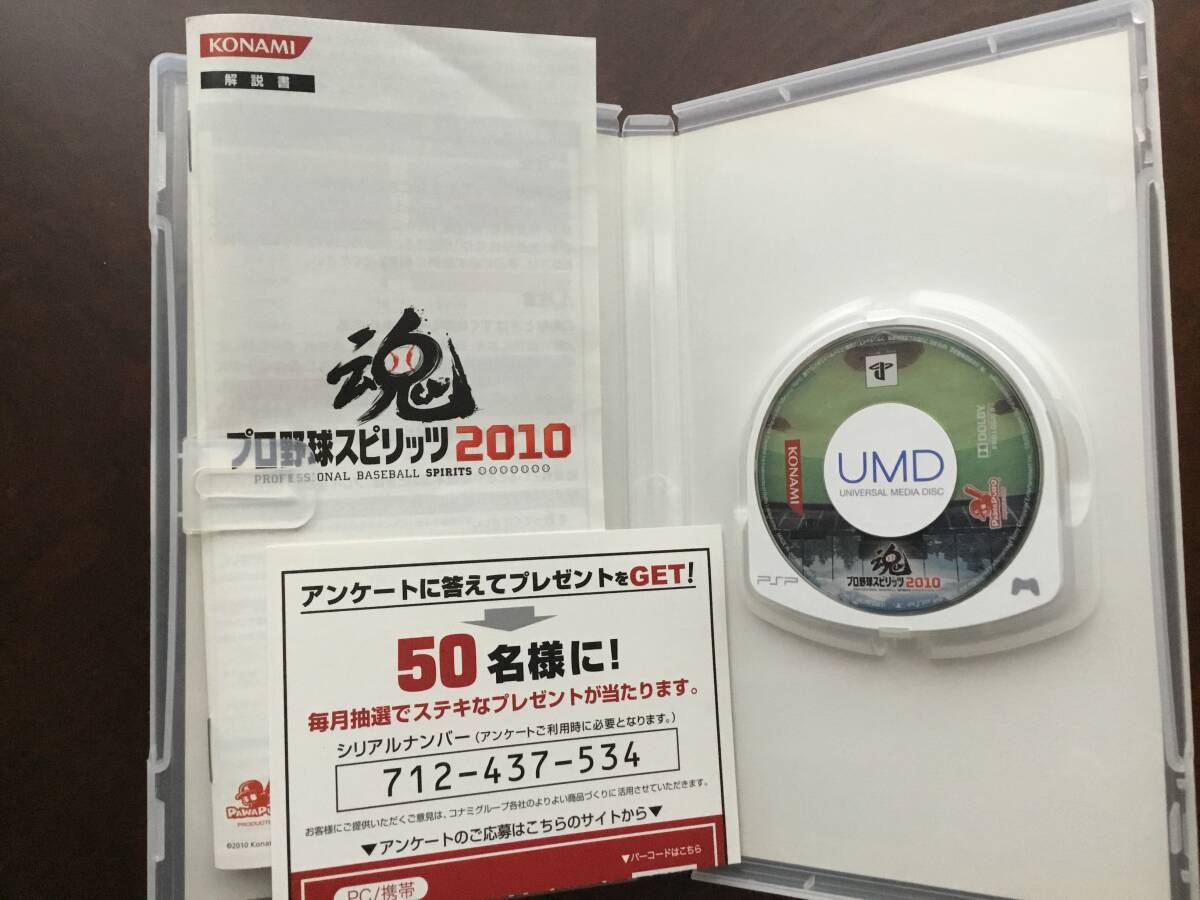 KONAMI
解説書
魂
プロ野球スピリッツ2010
PROFESSIONAL BASEBALL SPIRITS
PAWAPURO
PRODUCTI
©2010 Konam
アンケートに答えてプレゼントをGET!
50名様に!
毎月抽選でステキなプレゼントが当たります。
シリアルナンバー(アンケートご利用時に必要となります。)
712-437-534
お客様にご提供いただくご意見は、コナミグループ各社のよりよい商品づくりに活用させていただきます。
▼アンケートのご応募はこちらのサイトから▼
▼バーコードはこちら
PC/携帯
DOLBY
KONAMI
UMD
UNIVERSAL MEDIA DISC
PAWAPURO
魂
プロ野球スピリッツ2010
PROFESSIONAL BASEBALL SPIRITS
PSP